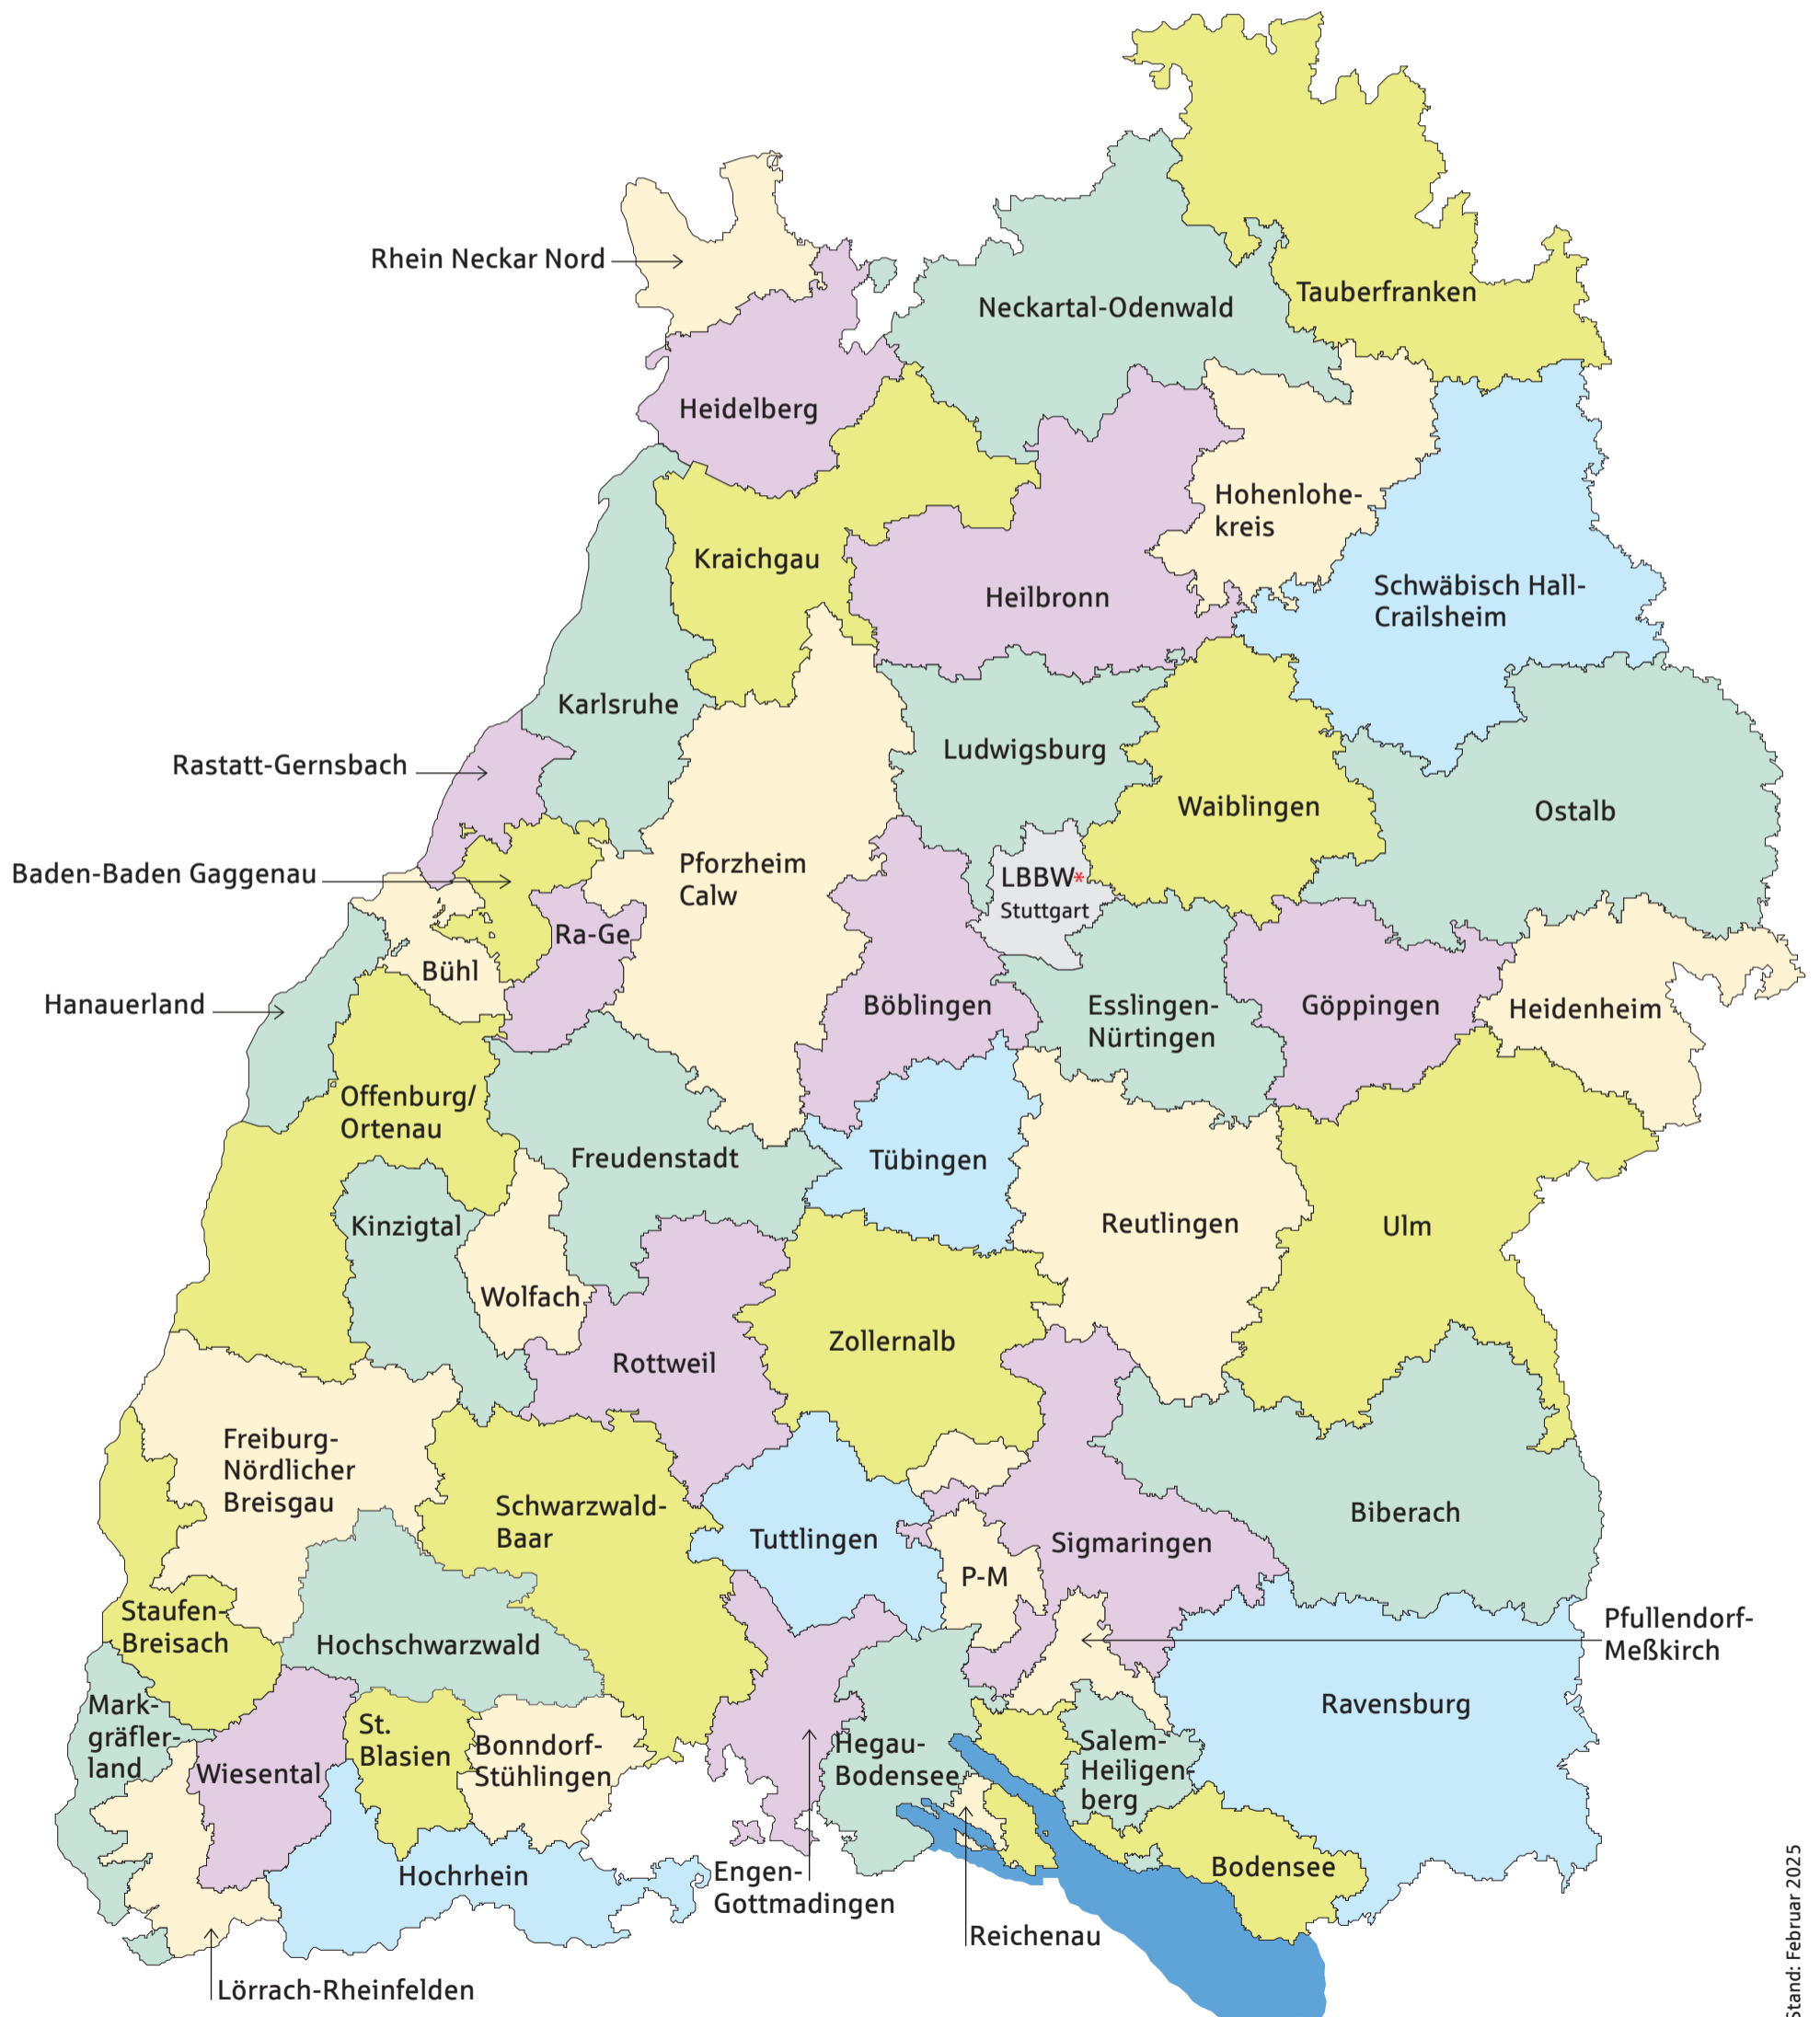 Rhein Neckar Nord
Neckartal-Odenwald
Tauberfranken
Heidelberg
Hohenlohe-
kreis
Kraichgau
Heilbronn
Schwäbisch Hall-
Crailsheim
Karlsruhe
Ludwigsburg
Rastatt-Gernsbach
Waiblingen
Ostalb
Baden-Baden Gaggenau
Pforzheim
Calw
LBBW*
Stuttgart
Ra-Ge
Bühl
Hanauerland
Böblingen
Esslingen-
Nürtingen
Göppingen
Heidenheim
Offenburg/
Ortenau
Freudenstadt
Tübingen
Kinzigtal
Reutlingen
Ulm
Wolfach
Zollernalb
Rottweil
Freiburg-
Nördlicher
Breisgau
Schwarzwald-
Baar
Tuttlingen
Sigmaringen
Biberach
P-M
Staufen-
Breisach
Hochschwarzwald
Pfullendorf-
Meßkirch
Mark-
gräfler-
land
Ravensburg
St.
Blasien
Bonndorf-
Stühlingen
Wiesental
Hegau-
Bodensee
Salem-
Heiligen-
berg
Hochrhein
Engen-
Gottmadingen
Bodensee
Reichenau
Lörrach-Rheinfelden
Stand: Februar 2025